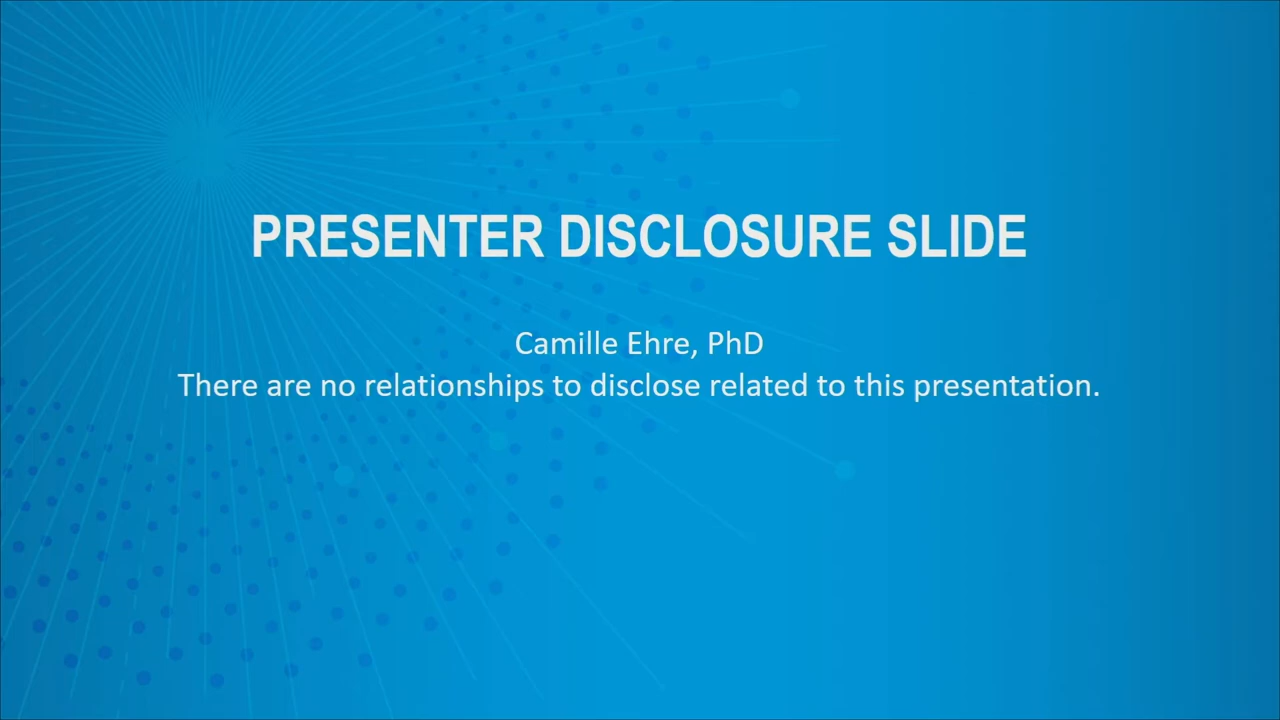 PRESENTER DISCLOSURE SLIDE
Camille Ehre, PhD
There are no relationships to disclose related to this presentation.